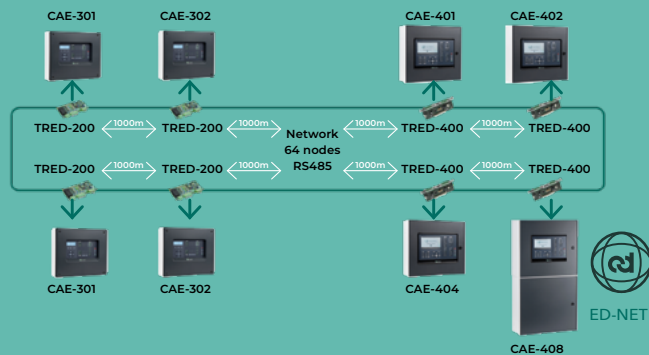 CAE-301 CAE-302 CAE-401 CAE-402
1000m 1000m 1000m 1000m
TRED-200 TRED-200 Network TRED-400 TRED-400
64 nodes
RS485
TRED-200 1000m TRED-200 1000m 1000m TRED-400 1000m TRED-400
CAE-301 CAE-302 CAE-404
ED-NET
CAE-408